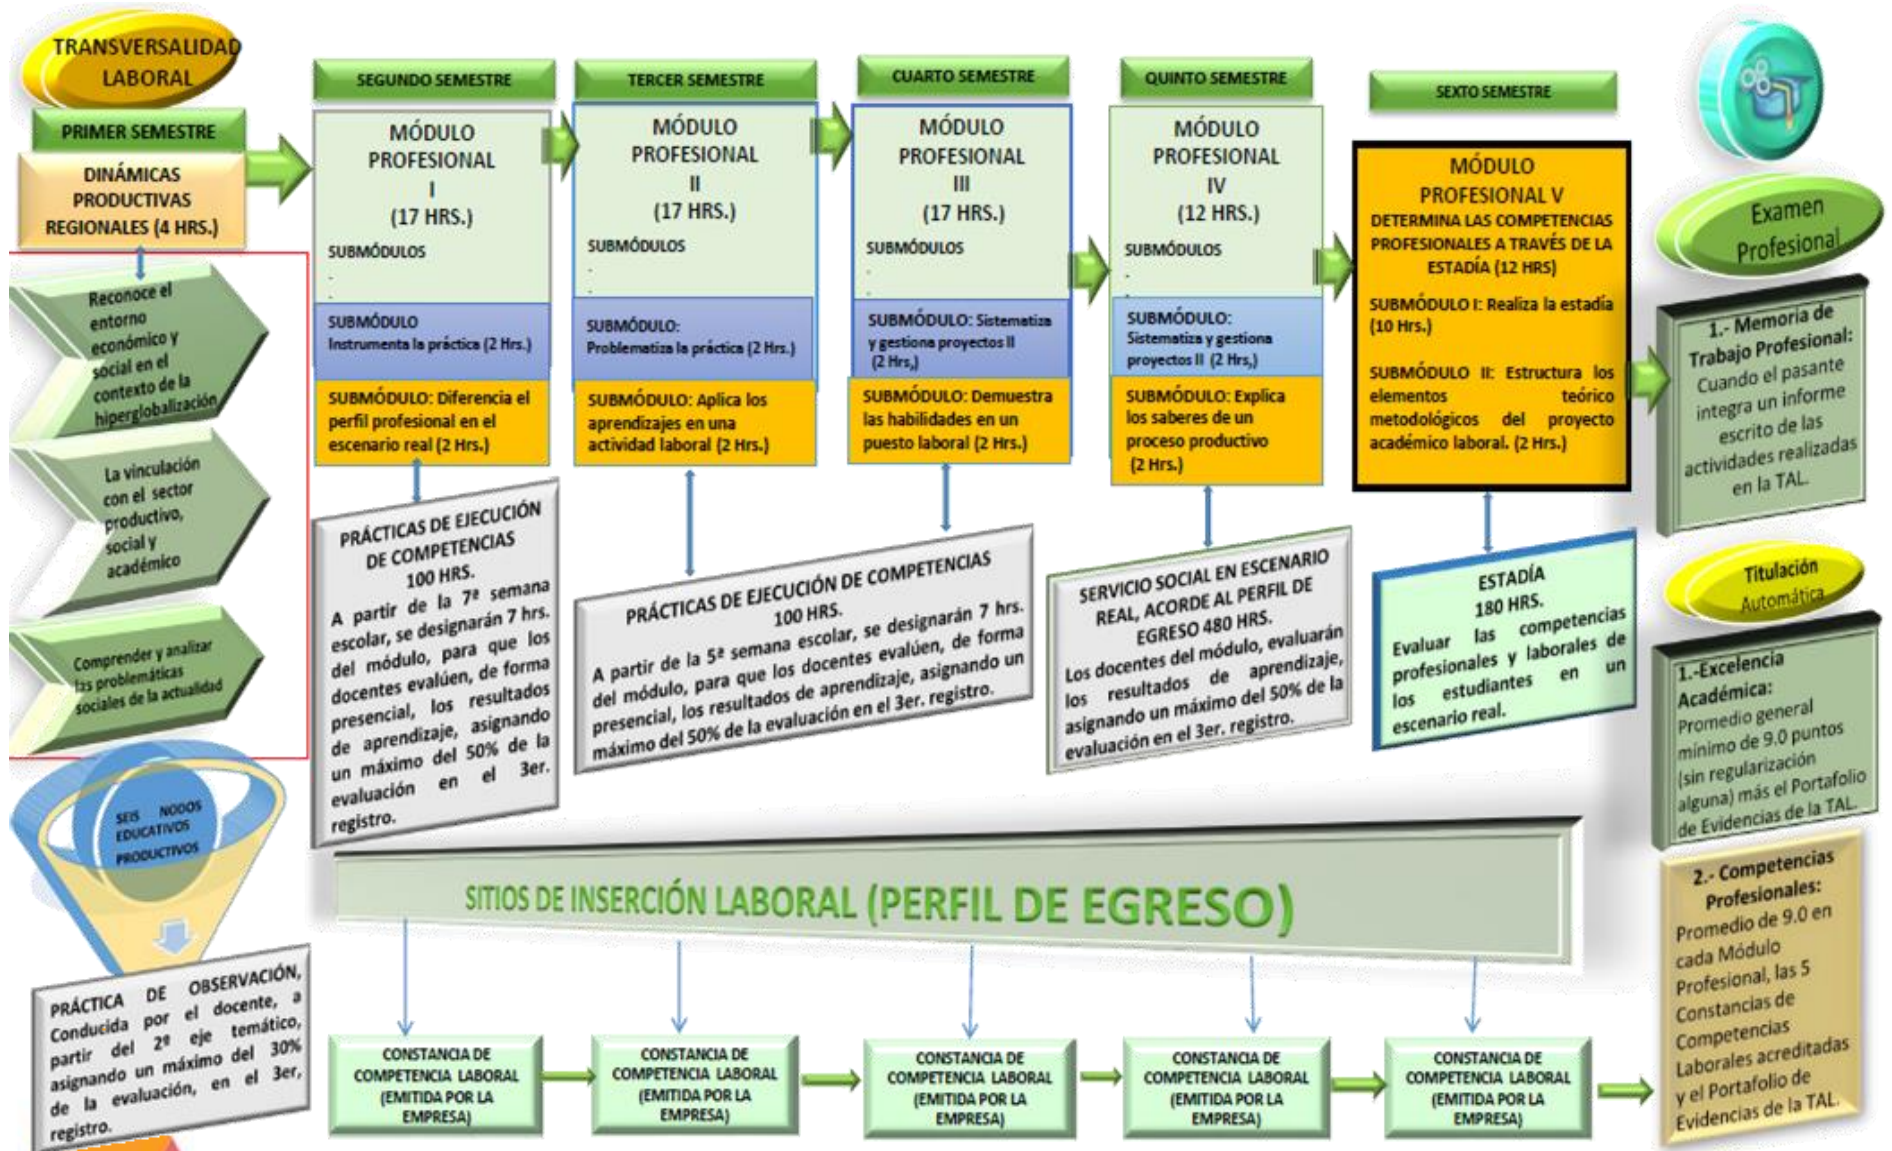 TRANSVERSALIDAD
LABORAL
PRIMER SEMESTRE
DINÁMICAS
PRODUCTIVAS
REGIONALES (4 HRS.)
Reconoce el
entorno
económico y
social en el
contexto de la
hiperglobalización
La vinculación
con el sector
productivo,
social y
académico
Comprender y analizar
las problemáticas
sociales de la actualidad
SEIS NODOS
EDUCATIVOS
PRODUCTIVOS
PRÁCTICA DE OBSERVACIÓN,
Conducida por el docente, a
partir del 2º eje temático,
asignando un máximo del 30%
de la evaluación, en el 3er,
registro.
SEGUNDO SEMESTRE
MÓDULO
PROFESIONAL
I
(17 HRS.)
SUBMÓDULOS
.
.
SUBMÓDULO
Instrumenta la práctica (2 Hrs.)
SUBMÓDULO: Diferencia el
perfil profesional en el
escenario real (2 Hrs.)
PRÁCTICAS DE EJECUCIÓN
DE COMPETENCIAS
100 HRS.
A partir de la 7ª semana
escolar, se designarán 7 hrs.
del módulo, para que los
docentes evalúen, de forma
presencial, los resultados
de aprendizaje, asignando
un máximo del 50% de la
evaluación en el 3er.
registro.
TERCER SEMESTRE
MÓDULO
PROFESIONAL
II
(17 HRS.)
SUBMÓDULOS
.
.
SUBMÓDULO:
Problematiza la práctica (2 Hrs.)
SUBMÓDULO: Aplica los
aprendizajes en una
actividad laboral (2 Hrs.)
CUARTO SEMESTRE
MÓDULO
PROFESIONAL
III
(17 HRS.)
SUBMÓDULOS
.
.
SUBMÓDULO: Sistematiza
y gestiona proyectos II
(2 Hrs,)
SUBMÓDULO: Demuestra
las habilidades en un
puesto laboral (2 Hrs.)
PRÁCTICAS DE EJECUCIÓN DE COMPETENCIAS
100 HRS.
A partir de la 5ª semana escolar, se designarán 7 hrs.
del módulo, para que los docentes evalúen, de forma
presencial, los resultados de aprendizaje, asignando un
máximo del 50% de la evaluación en el 3er. registro.
QUINTO SEMESTRE
MÓDULO
PROFESIONAL
IV
(12 HRS.)
SUBMÓDULOS
.
.
SUBMÓDULO:
Sistematiza y gestiona
proyectos II (2 Hrs,)
SUBMÓDULO: Explica
los saberes de un
proceso productivo
(2 Hrs.)
SERVICIO SOCIAL EN ESCENARIO
REAL, ACORDE AL PERFIL DE
EGRESO 480 HRS.
Los docentes del módulo, evaluarán
los resultados de aprendizaje,
asignando un máximo del 50% de la
evaluación en el 3er. registro.
SEXTO SEMESTRE
MÓDULO
PROFESIONAL V
DETERMINA LAS COMPETENCIAS
PROFESIONALES A TRAVÉS DE LA
ESTADÍA (12 HRS)
SUBMÓDULO I: Realiza la estadía
(10 Hrs.)
SUBMÓDULO II: Estructura los
elementos teórico
metodológicos del proyecto
académico laboral. (2 Hrs.)
ESTADÍA
180 HRS.
Evaluar las competencias
profesionales y laborales de
los estudiantes en un
escenario real.
Examen
Profesional
1.- Memoria de
Trabajo Profesional:
Cuando el pasante
integra un informe
escrito de las
actividades realizadas
en la TAL.
Titulación
Automática
1.-Excelencia
Académica:
Promedio general
mínimo de 9.0 puntos
(sin regularización
alguna) más el Portafolio
de Evidencias de la TAL.
2.- Competencias
Profesionales:
Promedio de 9.0 en
cada Módulo
Profesional, las 5
Constancias de
Competencias
Laborales acreditadas
y el Portafolio de
Evidencias de la TAL.
SITIOS DE INSERCIÓN LABORAL (PERFIL DE EGRESO)
CONSTANCIA DE
COMPETENCIA LABORAL
(EMITIDA POR LA
EMPRESA)
CONSTANCIA DE
COMPETENCIA LABORAL
(EMITIDA POR LA
EMPRESA)
CONSTANCIA DE
COMPETENCIA LABORAL
(EMITIDA POR LA
EMPRESA)
CONSTANCIA DE
COMPETENCIA LABORAL
(EMITIDA POR LA
EMPRESA)
CONSTANCIA DE
COMPETENCIA LABORAL
(EMITIDA POR LA
EMPRESA)